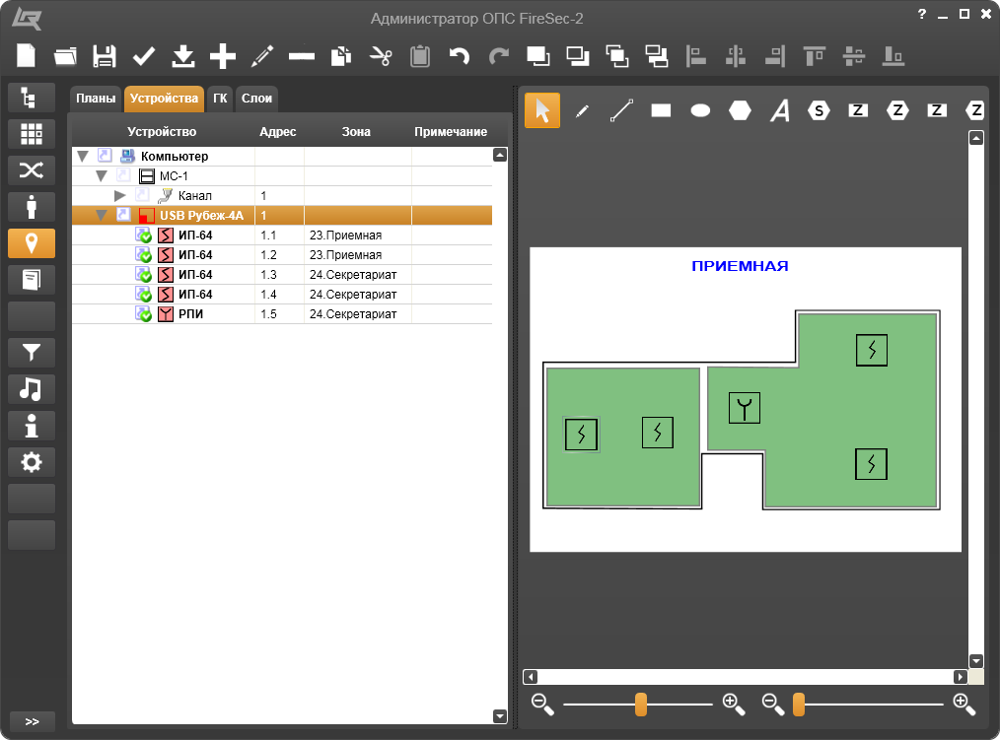 Администратор ОПС FireSec-2
?
Планы Устройства ГК Слои
A S Z Z Z Z
Устройство Адрес Зона Примечание
Компьютер
МС-1
Канал 1
USB Рубеж-4А 1
ИП-64 1.1 23.Приемная
ИП-64 1.2 23.Приемная
ИП-64 1.3 24.Секретариат
ИП-64 1.4 24.Секретариат
РПИ 1.5 24.Секретариат
ПРИЕМНАЯ
>>